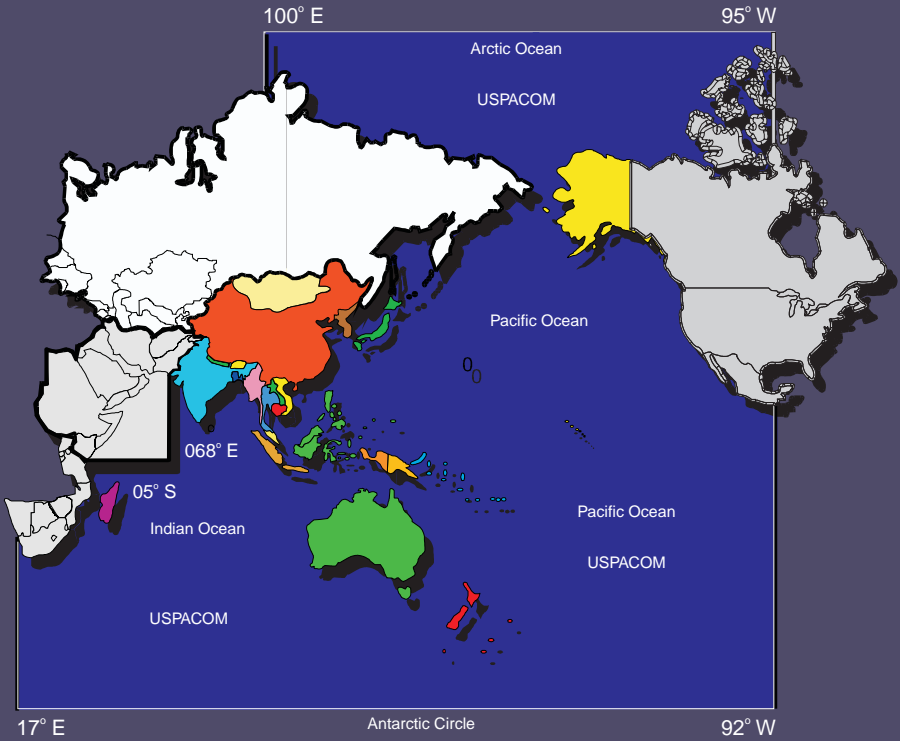 100° E
95° W
Arctic Ocean
USPACOM
Pacific Ocean
068° E
05° S
Indian Ocean
Pacific Ocean
USPACOM
USPACOM
17° E
Antarctic Circle
92° W